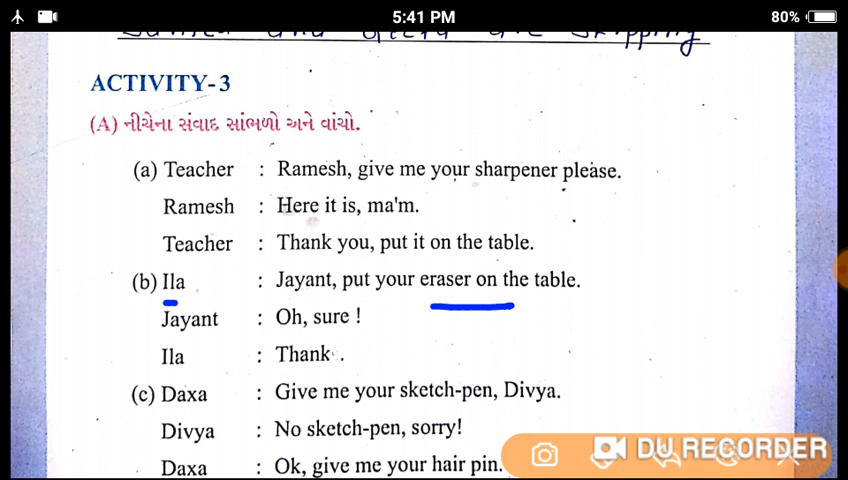 5:41 PM
80%
and
Skipping
ACTIVITY-3
(A) નીચેના સંવાદ સાંભળો અને વાંચો.
(a) Teacher : Ramesh, give me your sharpener please.
Ramesh : Here it is, ma'm.
Teacher : Thank you, put it on the table.
(b) Ila : Jayant, put your eraser on the table.
Jayant : Oh, sure !
Ila : Thank .
(c) Daxa : Give me your sketch-pen, Divya.
Divya : No sketch-pen, sorry!
Daxa : Ok, give me your hair pin.
DU RECORDER